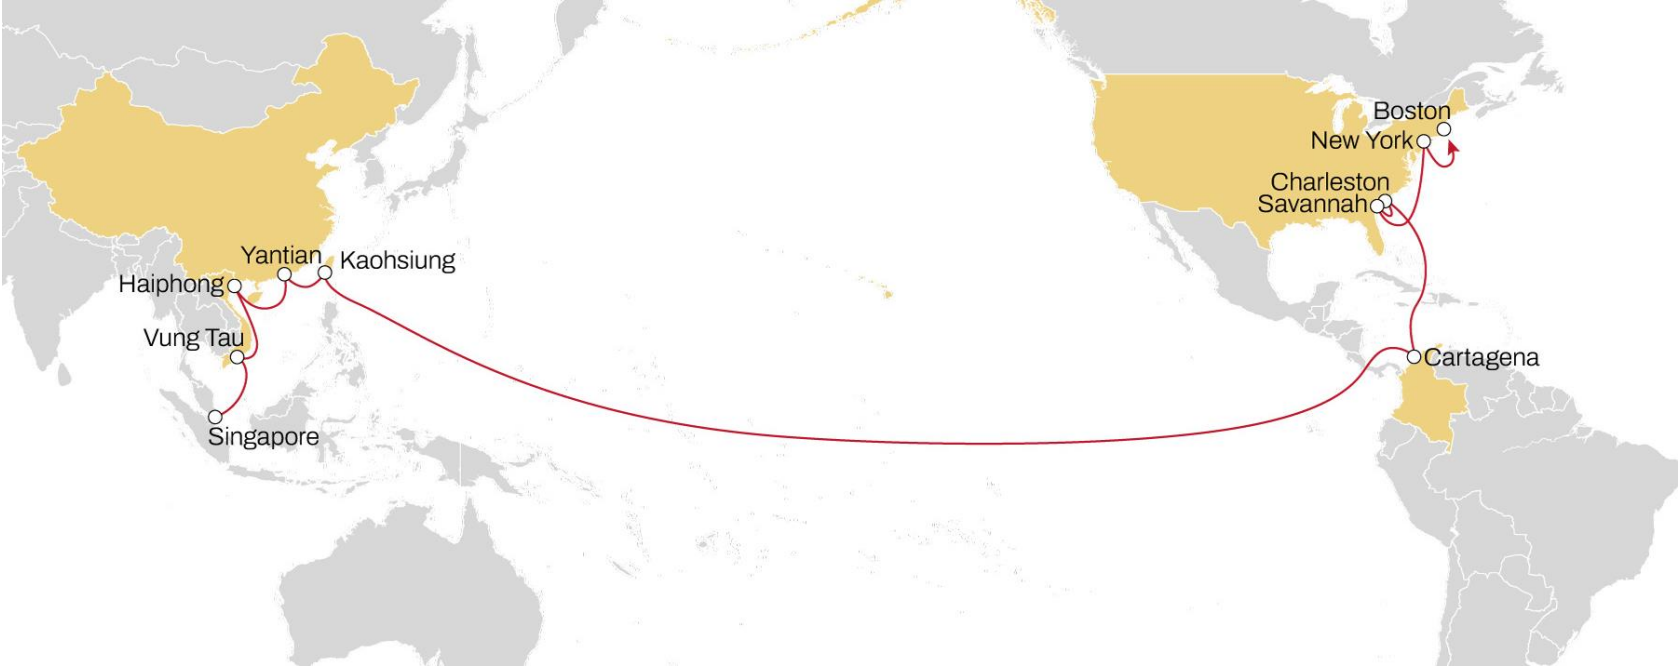 Boston
New York
Charleston
Savannah
Yantian
Kaohsiung
Haiphong
Vung Tau
Cartagena
Singapore